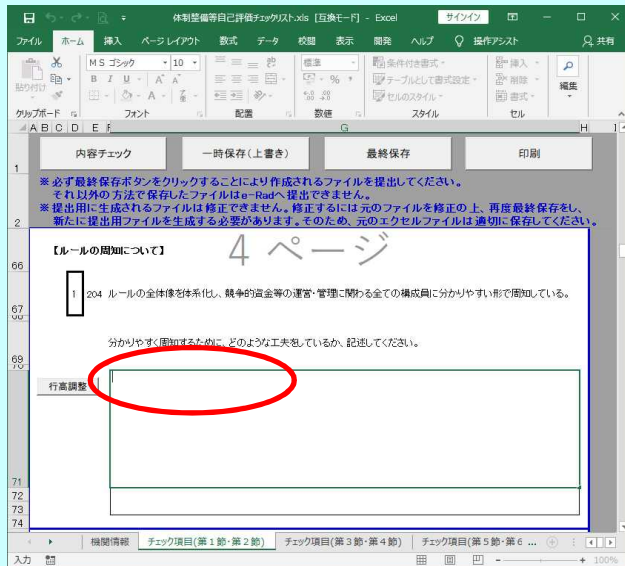 体制整備等自己評価チェックリスト.xls [互換モード] - Excel
サインイン
ファイル ホーム 挿入 ページ レイアウト 数式 データ 校閲 表示 開発 ヘルプ 操作アシスト 共有
貼り付け
MS ゴシック 10
B I U A A
標準
% ,
条件付き書式
テーブルとして書式設定
セルのスタイル
挿入
削除
書式
編集
クリップボード フォント 配置 数値 スタイル セル
A B C D E F G H I
内容チェック 一時保存(上書き) 最終保存 印刷
1
※必ず最終保存ボタンをクリックすることにより作成されるファイルを提出してください。
それ以外の方法で保存したファイルはe-Radへ提出できません。
※提出用に生成されるファイルは修正できません。修正するには元のファイルを修正の上、再度最終保存をし、
2 新たに提出用ファイルを生成する必要があります。そのため、元のエクセルファイルは適切に保存してください。
4 ページ
【ルールの周知について】
66
1 204 ルールの全体像を体系化し、競争的資金等の運営・管理に関わる全ての構成員に分かりやすい形で周知している。
67
分かりやすく周知するために、どのような工夫をしているか、記述してください。
69
行高調整
71
72
73
74
機関情報 チェック項目(第1節・第2節) チェック項目(第3節・第4節) チェック項目(第5節・第6 ...
入力 100%